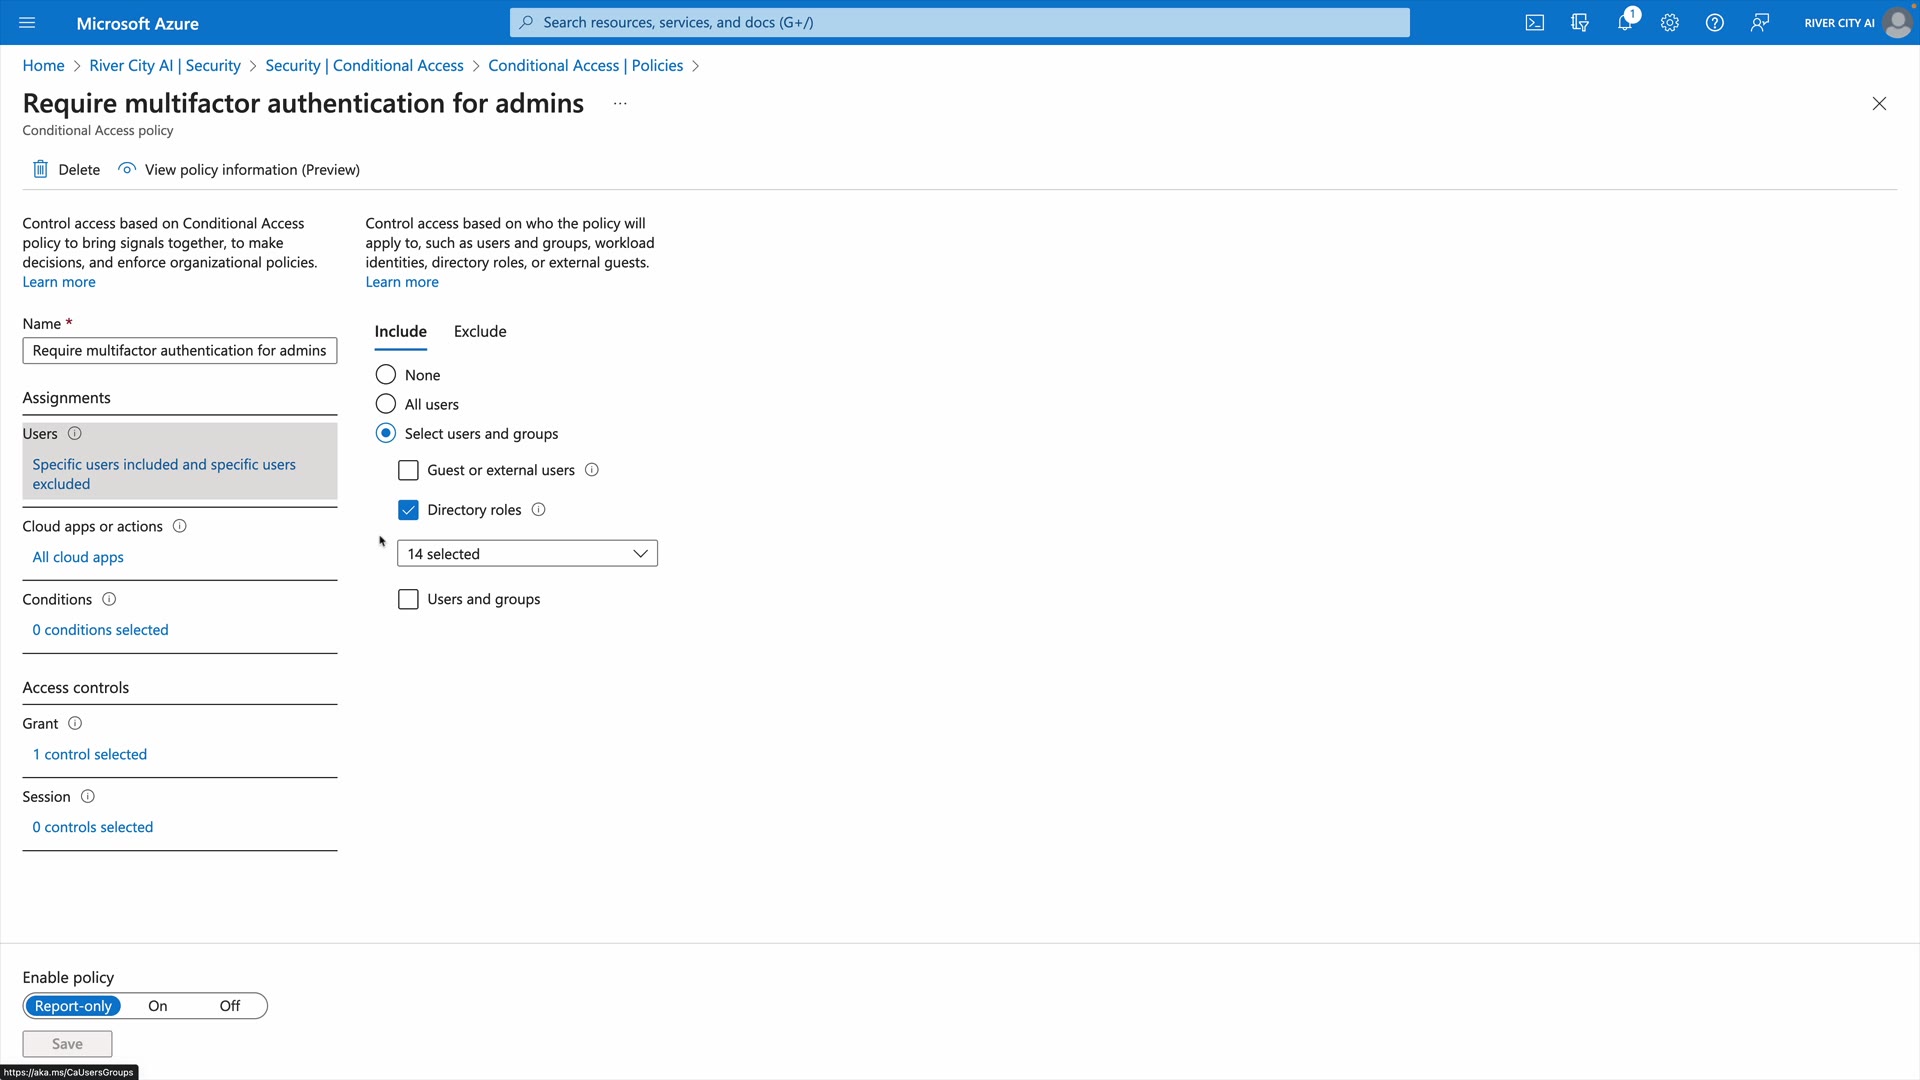 Microsoft Azure
Search resources, services, and docs (G+/)
1
RIVER CITY AI
Home > River City AI | Security > Security | Conditional Access > Conditional Access | Policies >
Require multifactor authentication for admins ...
Conditional Access policy
Delete
View policy information (Preview)
Control access based on Conditional Access
policy to bring signals together, to make
decisions, and enforce organizational policies.
Learn more
Name *
Require multifactor authentication for admins
Assignments
Users
Specific users included and specific users
excluded
Cloud apps or actions
All cloud apps
Conditions
0 conditions selected
Access controls
Grant
1 control selected
Session
0 controls selected
Control access based on who the policy will
apply to, such as users and groups, workload
identities, directory roles, or external guests.
Learn more
Include
Exclude
None
All users
Select users and groups
Guest or external users
Directory roles
14 selected
Users and groups
Enable policy
Report-only On Off
Save
https://aka.ms/CaUsersGroups